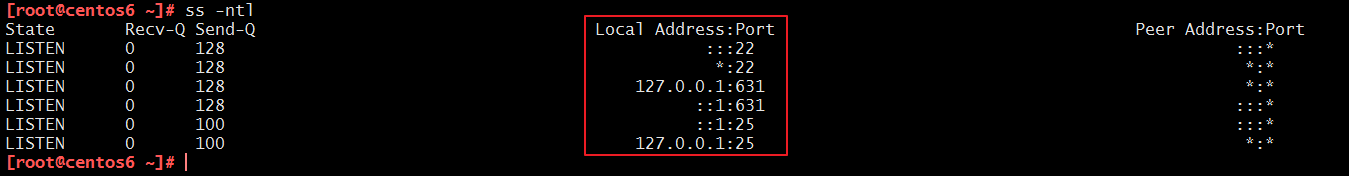 [root@centos6 ~]# ss -ntl
State Recv-Q Send-Q Local Address:Port Peer Address:Port
LISTEN 0 128 :::22 :::*
LISTEN 0 128 *:22 *:*
LISTEN 0 128 127.0.0.1:631 *:*
LISTEN 0 128 ::1:631 :::*
LISTEN 0 100 ::1:25 :::*
LISTEN 0 100 127.0.0.1:25 *:*
[root@centos6 ~]#